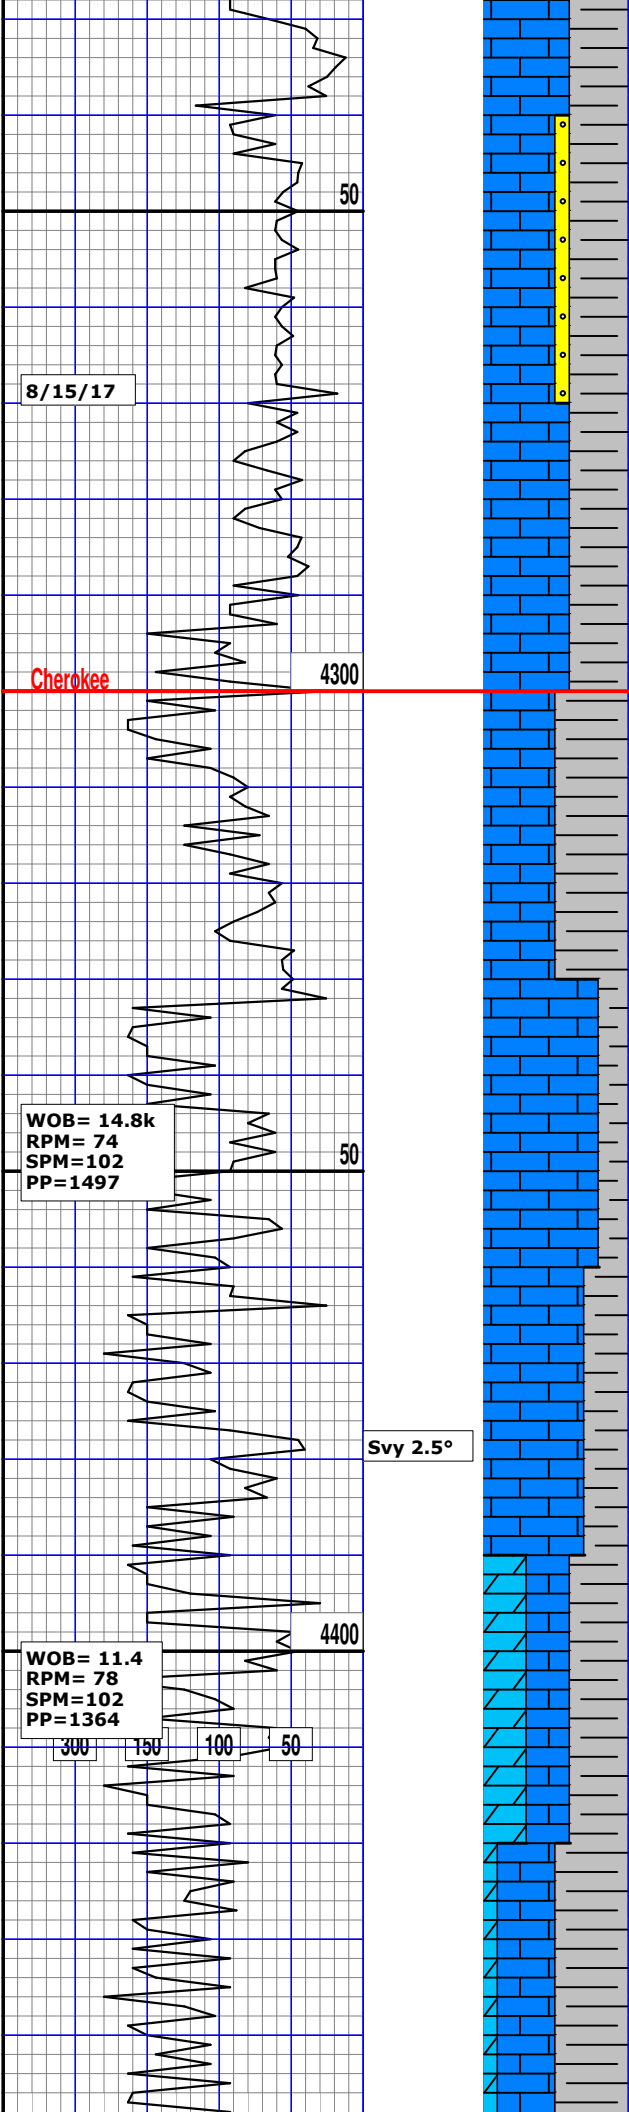 50
8/15/17
Cherokee
4300
WOB= 14.8k
RPM= 74
SPM=102
PP=1497
50
Svy 2.5°
4400
WOB= 11.4
RPM= 78
SPM=102
PP=1364
300 150 100 50